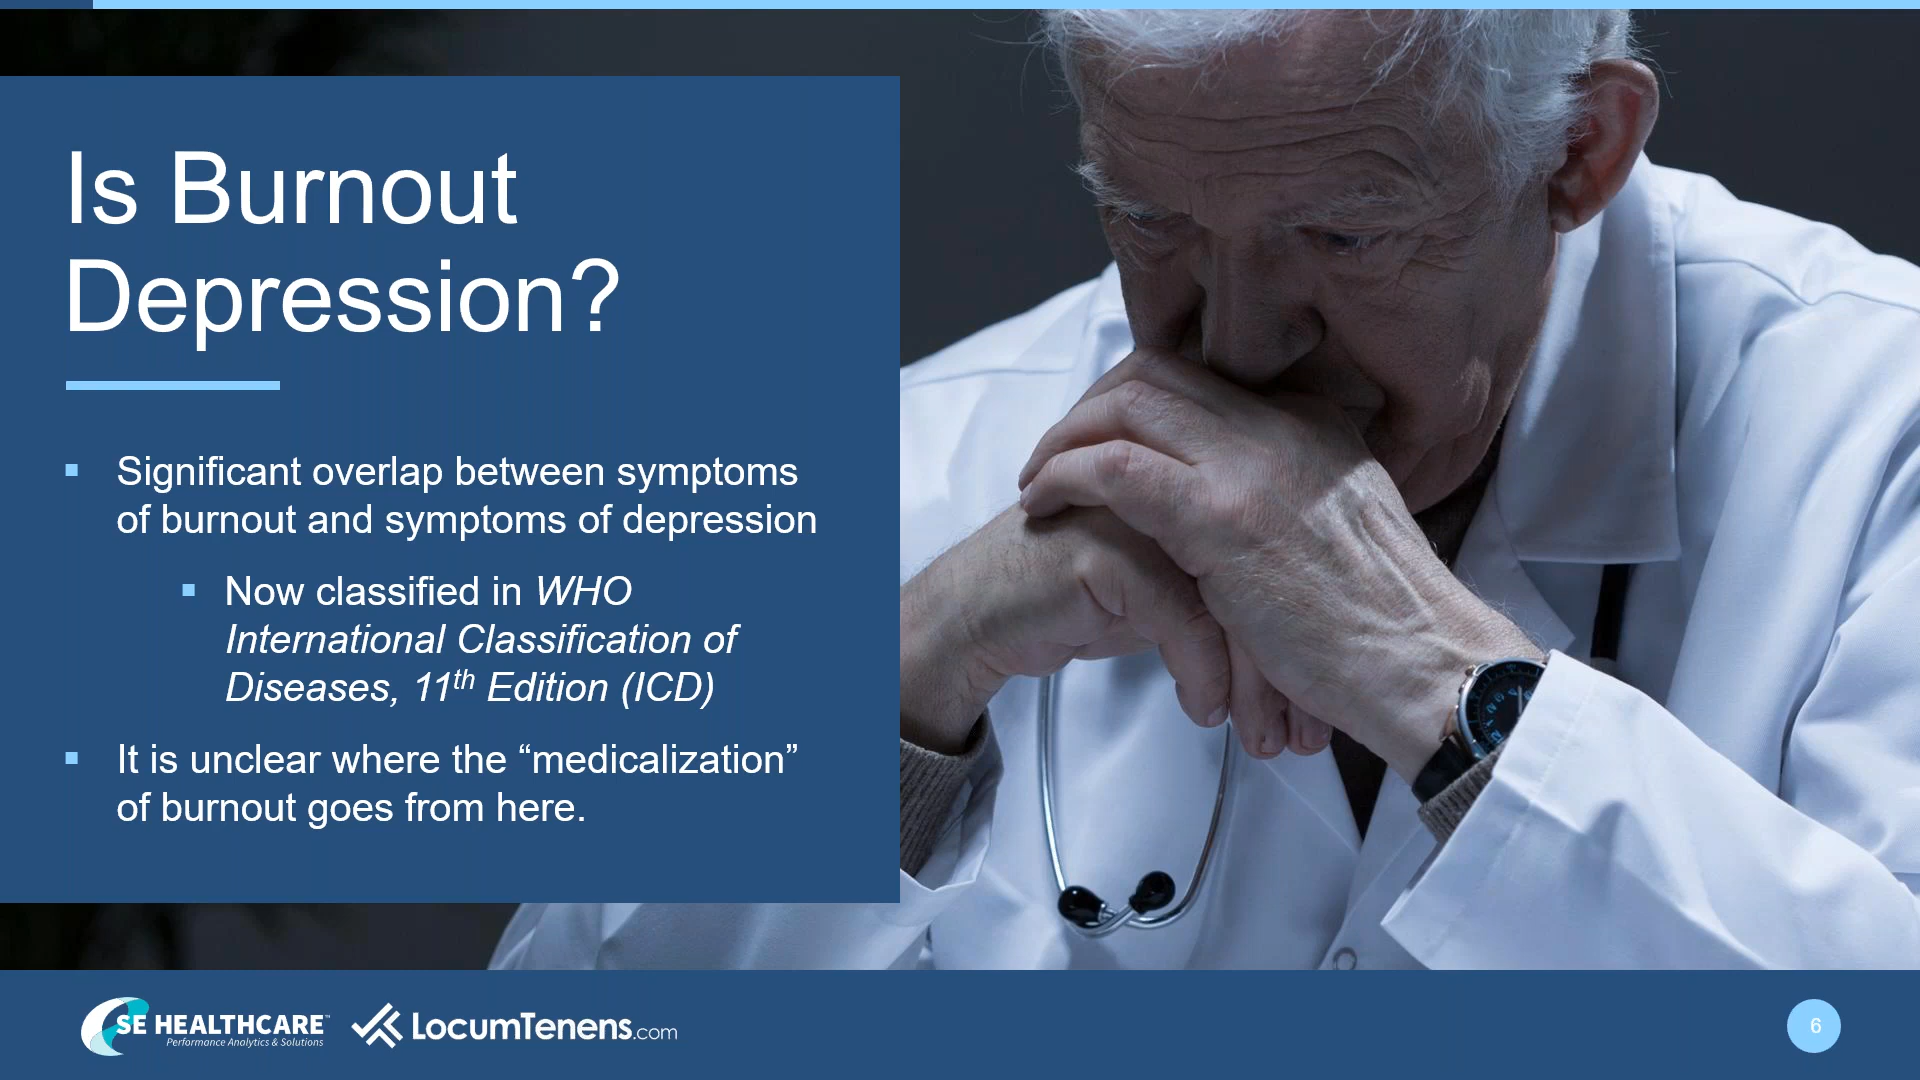 Is Burnout
Depression?
Significant overlap between symptoms
of burnout and symptoms of depression
Now classified in WHO
International Classification of
Diseases, 11th Edition (ICD)
It is unclear where the “medicalization”
of burnout goes from here.
SE HEALTHCARE™
Performance Analytics & Solutions
LocumTenens.com
6